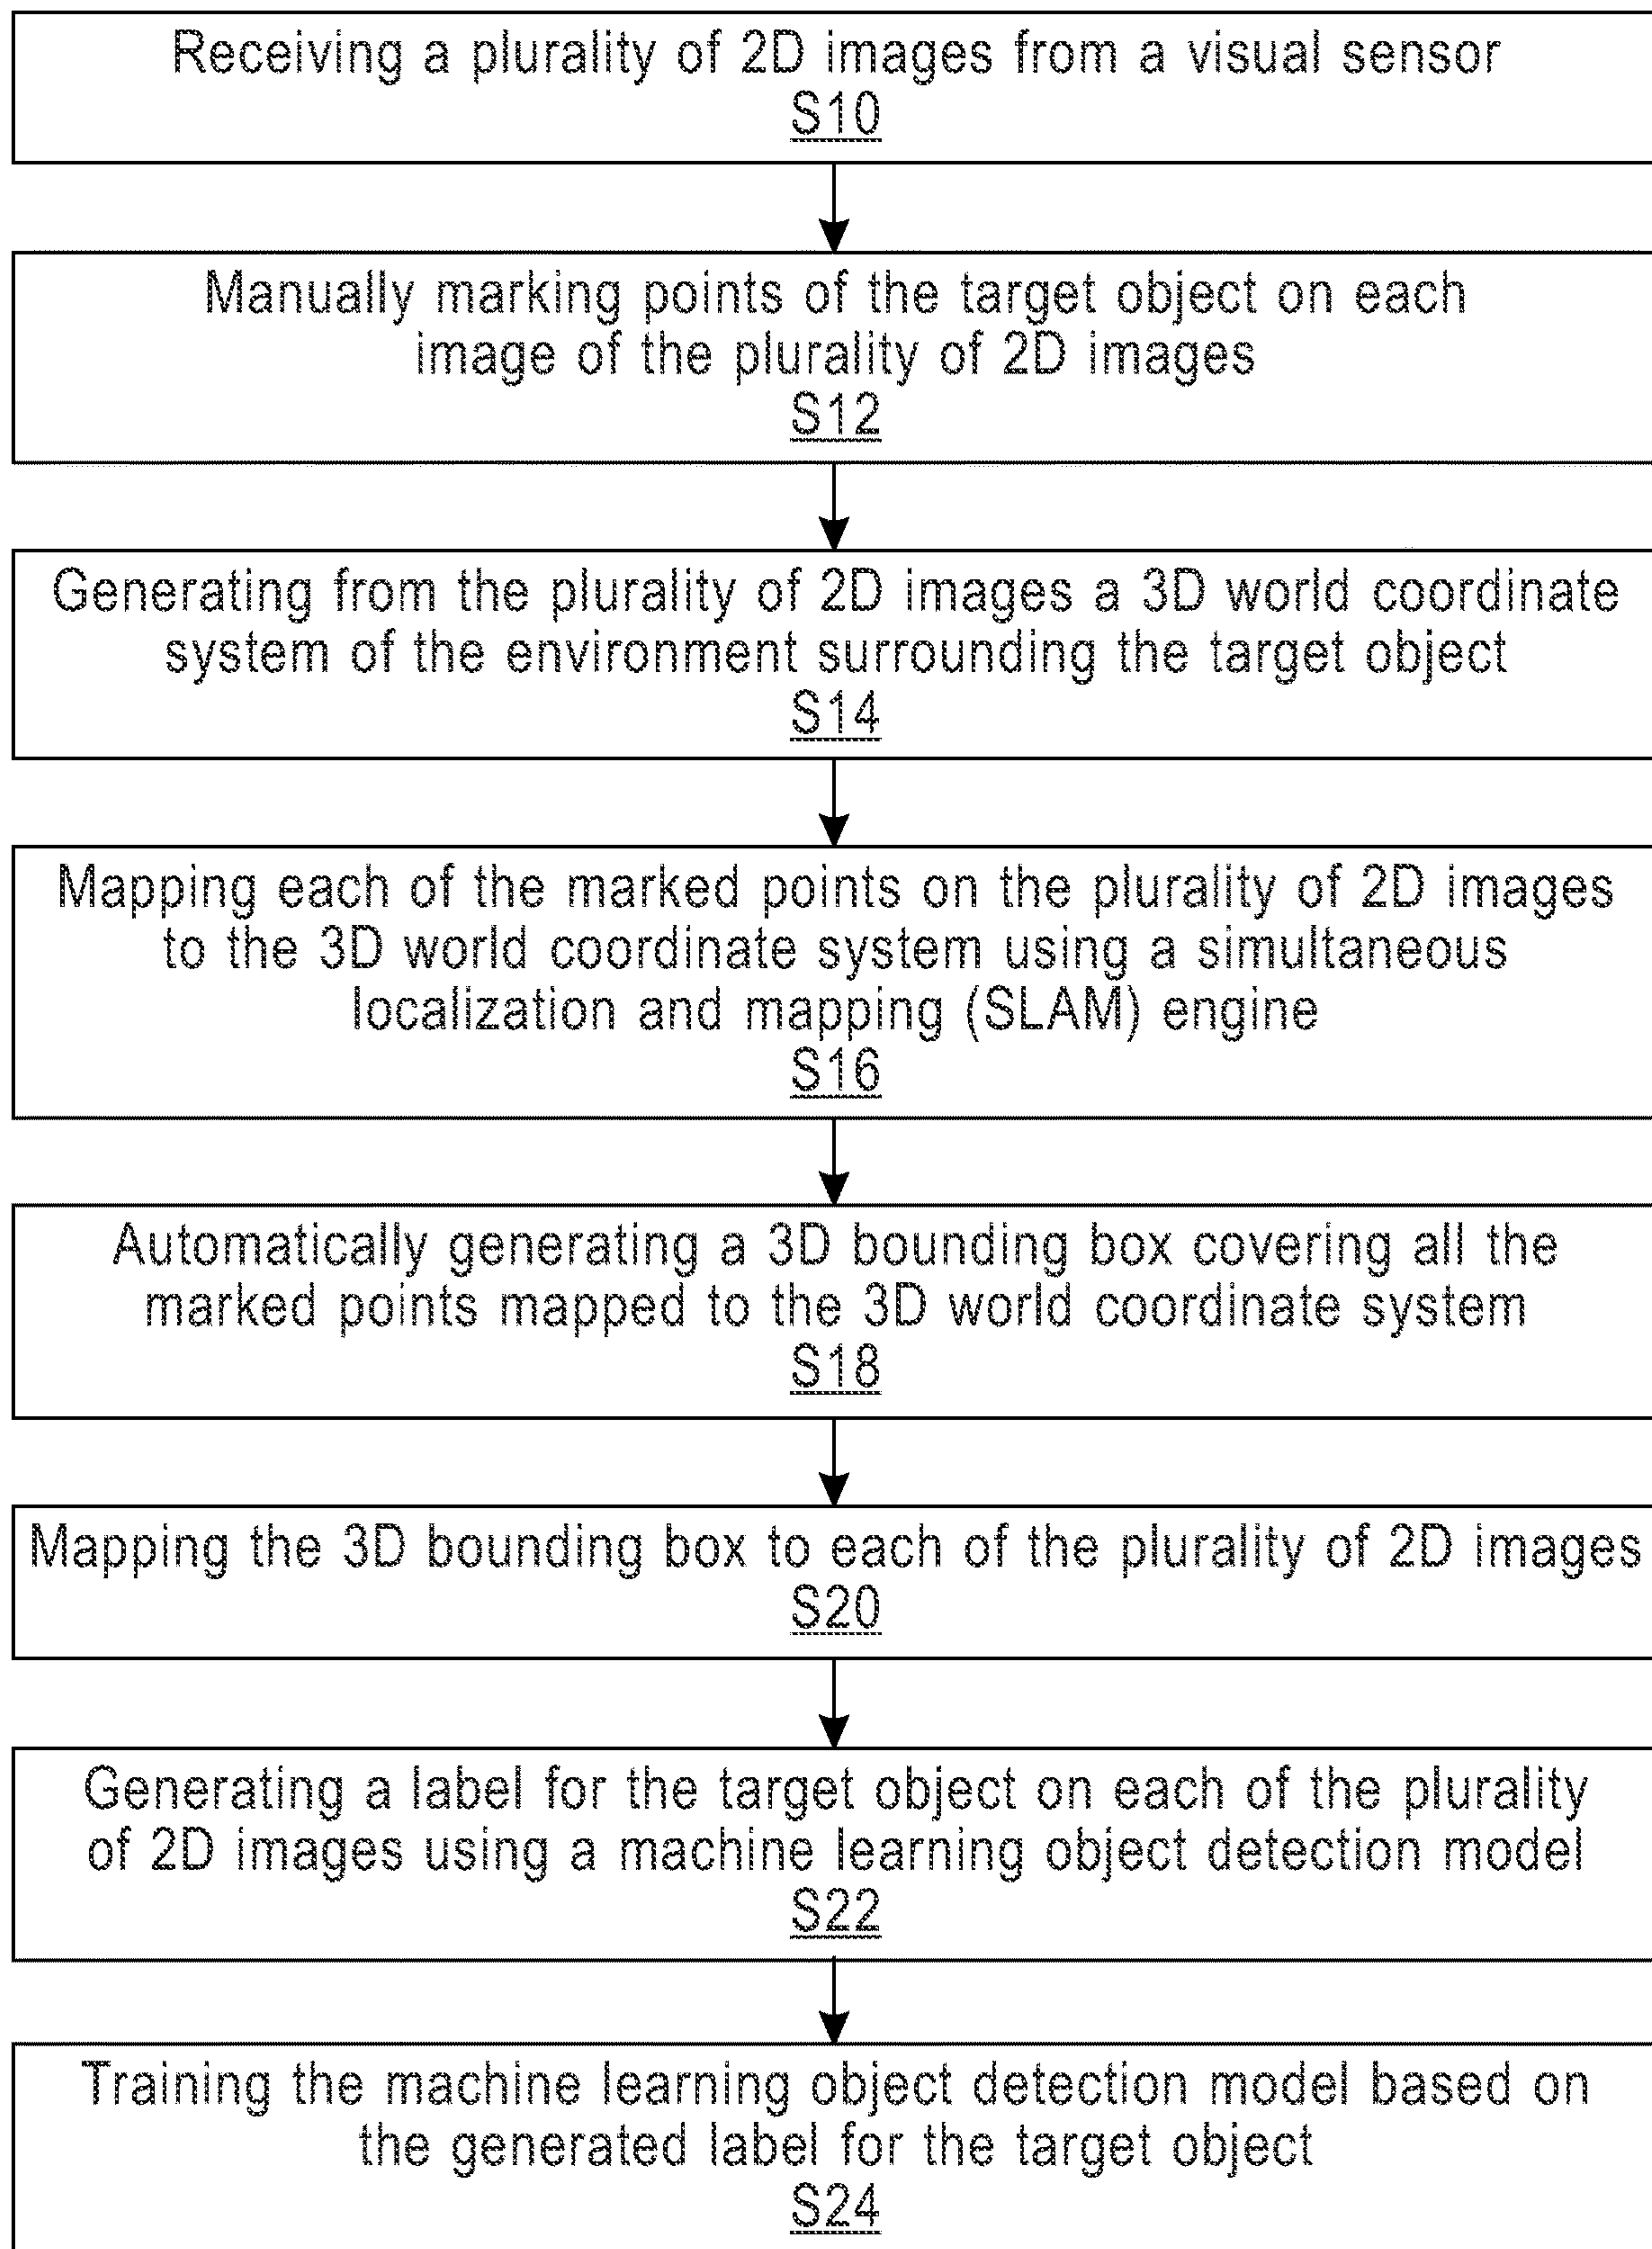 Receiving a plurality of 2D images from a visual sensor
S10
Manually marking points of the target object on each
image of the plurality of 2D images
S12
Generating from the plurality of 2D images a 3D world coordinate
system of the environment surrounding the target object
S14
Mapping each of the marked points on the plurality of 2D images
to the 3D world coordinate system using a simultaneous
localization and mapping (SLAM) engine
S16
Automatically generating a 3D bounding box covering all the
marked points mapped to the 3D world coordinate system
S18
Mapping the 3D bounding box to each of the plurality of 2D images
S20
Generating a label for the target object on each of the plurality
of 2D images using a machine learning object detection model
S22
Training the machine learning object detection model based on
the generated label for the target object
S24